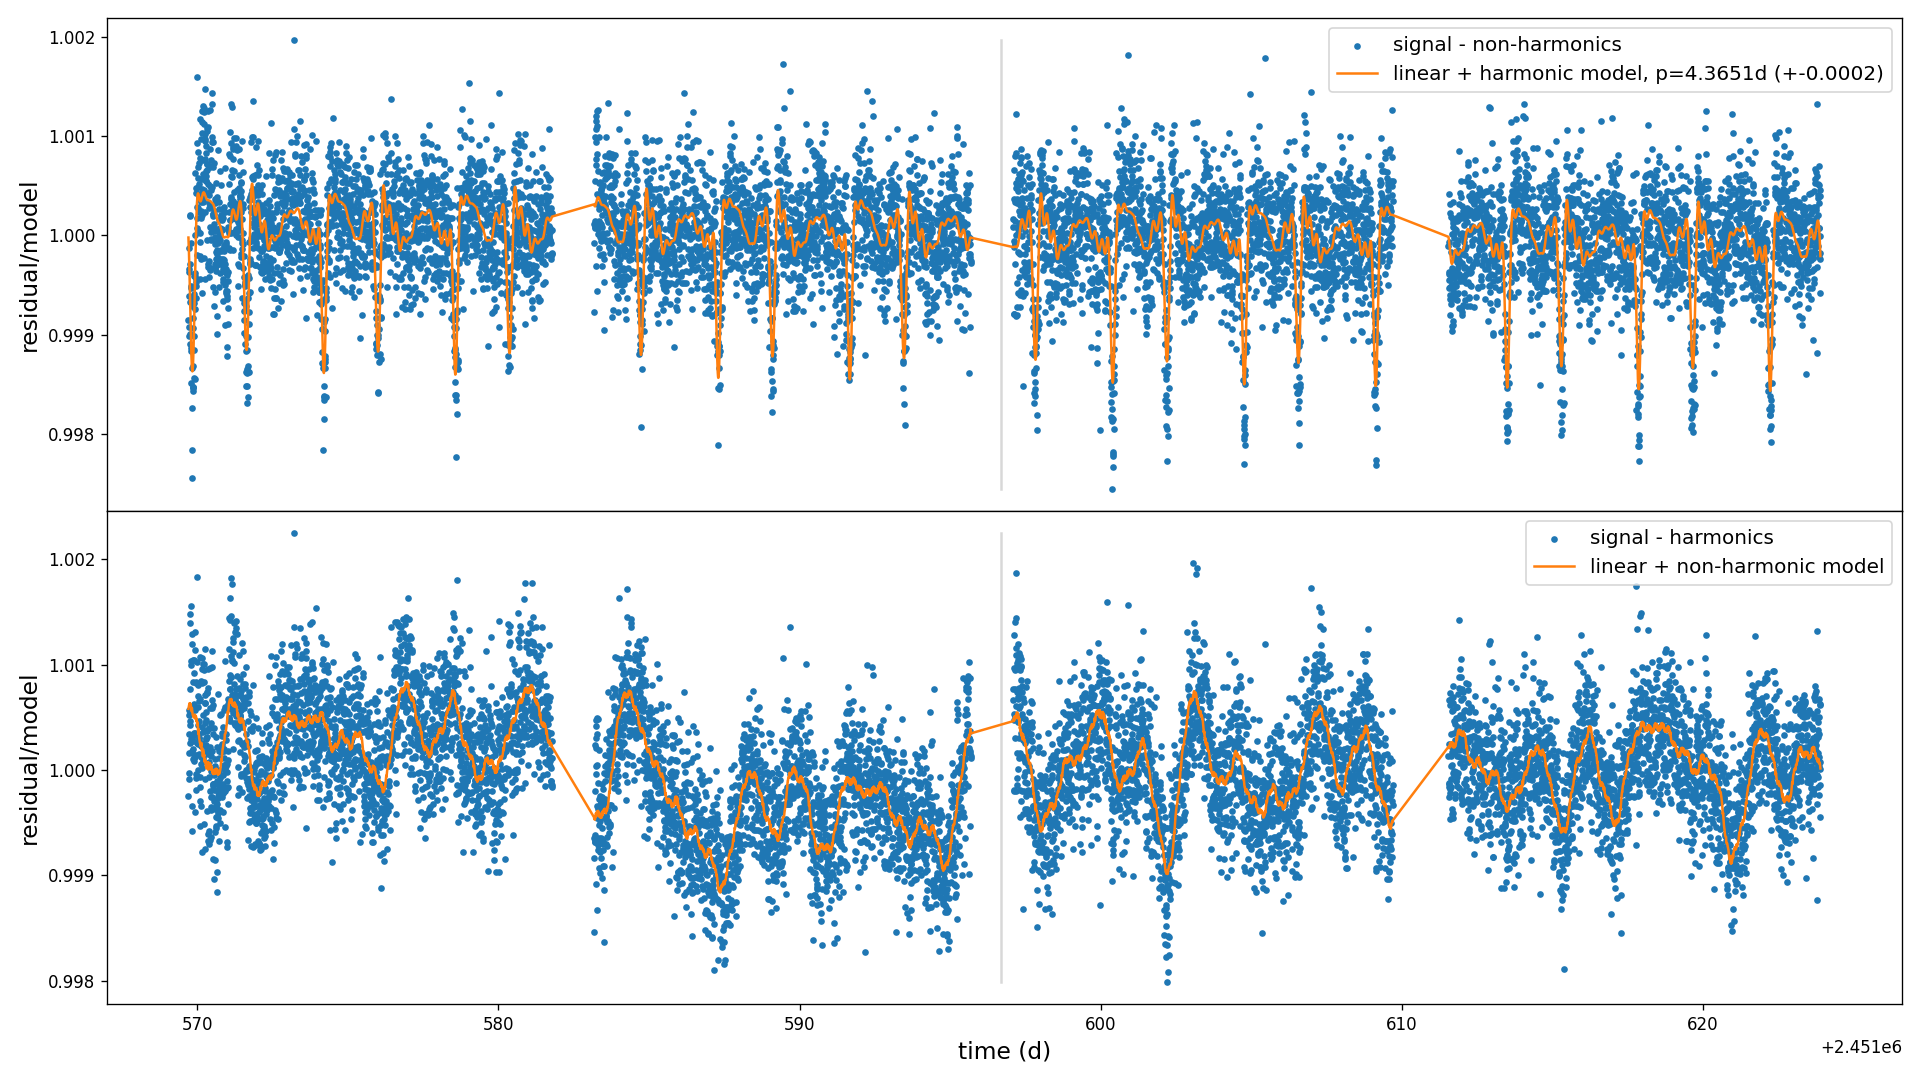 signal - non-harmonics
linear + harmonic model, p=4.3651d (+-0.0002)
1.002
1.001
1.000
0.999
0.998
residual/model
signal - harmonics
linear + non-harmonic model
1.002
1.001
1.000
0.999
0.998
residual/model
570
580
590
600
610
620
time (d)
+2.451e6